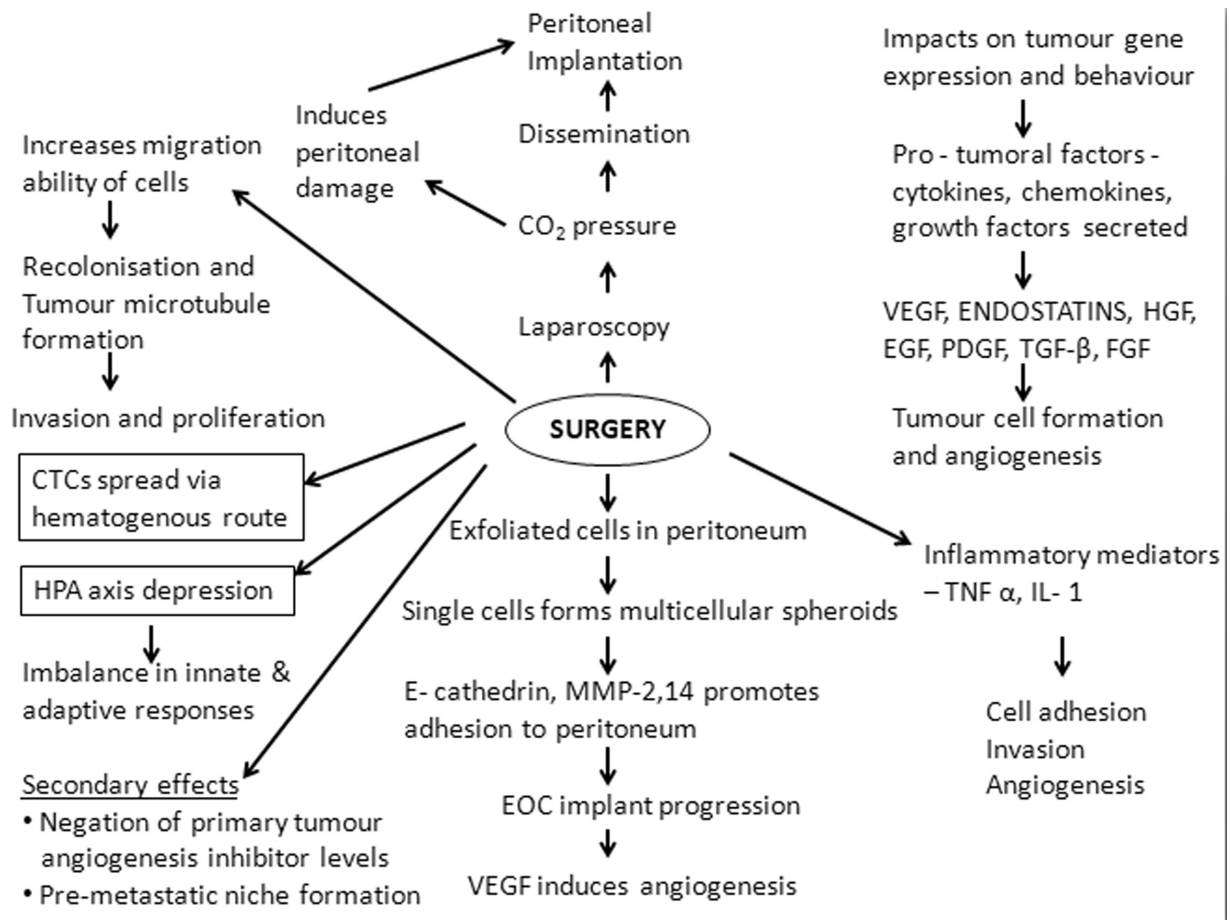 Peritoneal
Implantation
Induces
peritoneal
damage
Dissemination
CO₂ pressure
Laparoscopy
Increases migration
ability of cells
Recolonisation and
Tumour microtubule
formation
Invasion and proliferation
CTCs spread via
hematogenous route
HPA axis depression
Imbalance in innate &
adaptive responses
Secondary effects
• Negation of primary tumour
angiogenesis inhibitor levels
• Pre-metastatic niche formation
SURGERY
Exfoliated cells in peritoneum
Single cells forms multicellular spheroids
E- cathedrin, MMP-2,14 promotes
adhesion to peritoneum
EOC implant progression
VEGF induces angiogenesis
Impacts on tumour gene
expression and behaviour
Pro - tumoral factors -
cytokines, chemokines,
growth factors secreted
VEGF, ENDOSTATINS, HGF,
EGF, PDGF, TGF-β, FGF
Tumour cell formation
and angiogenesis
Inflammatory mediators
– TNF α, IL- 1
Cell adhesion
Invasion
Angiogenesis